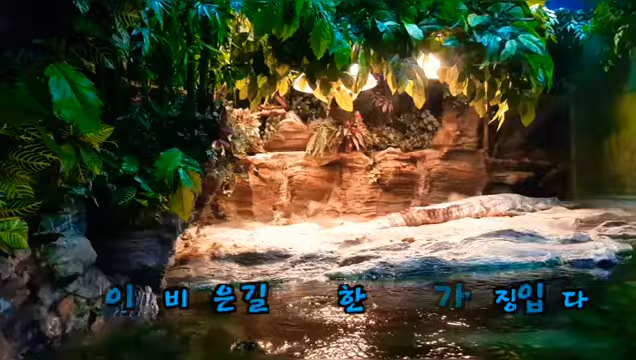 이 비 은길 한 가 징입 다